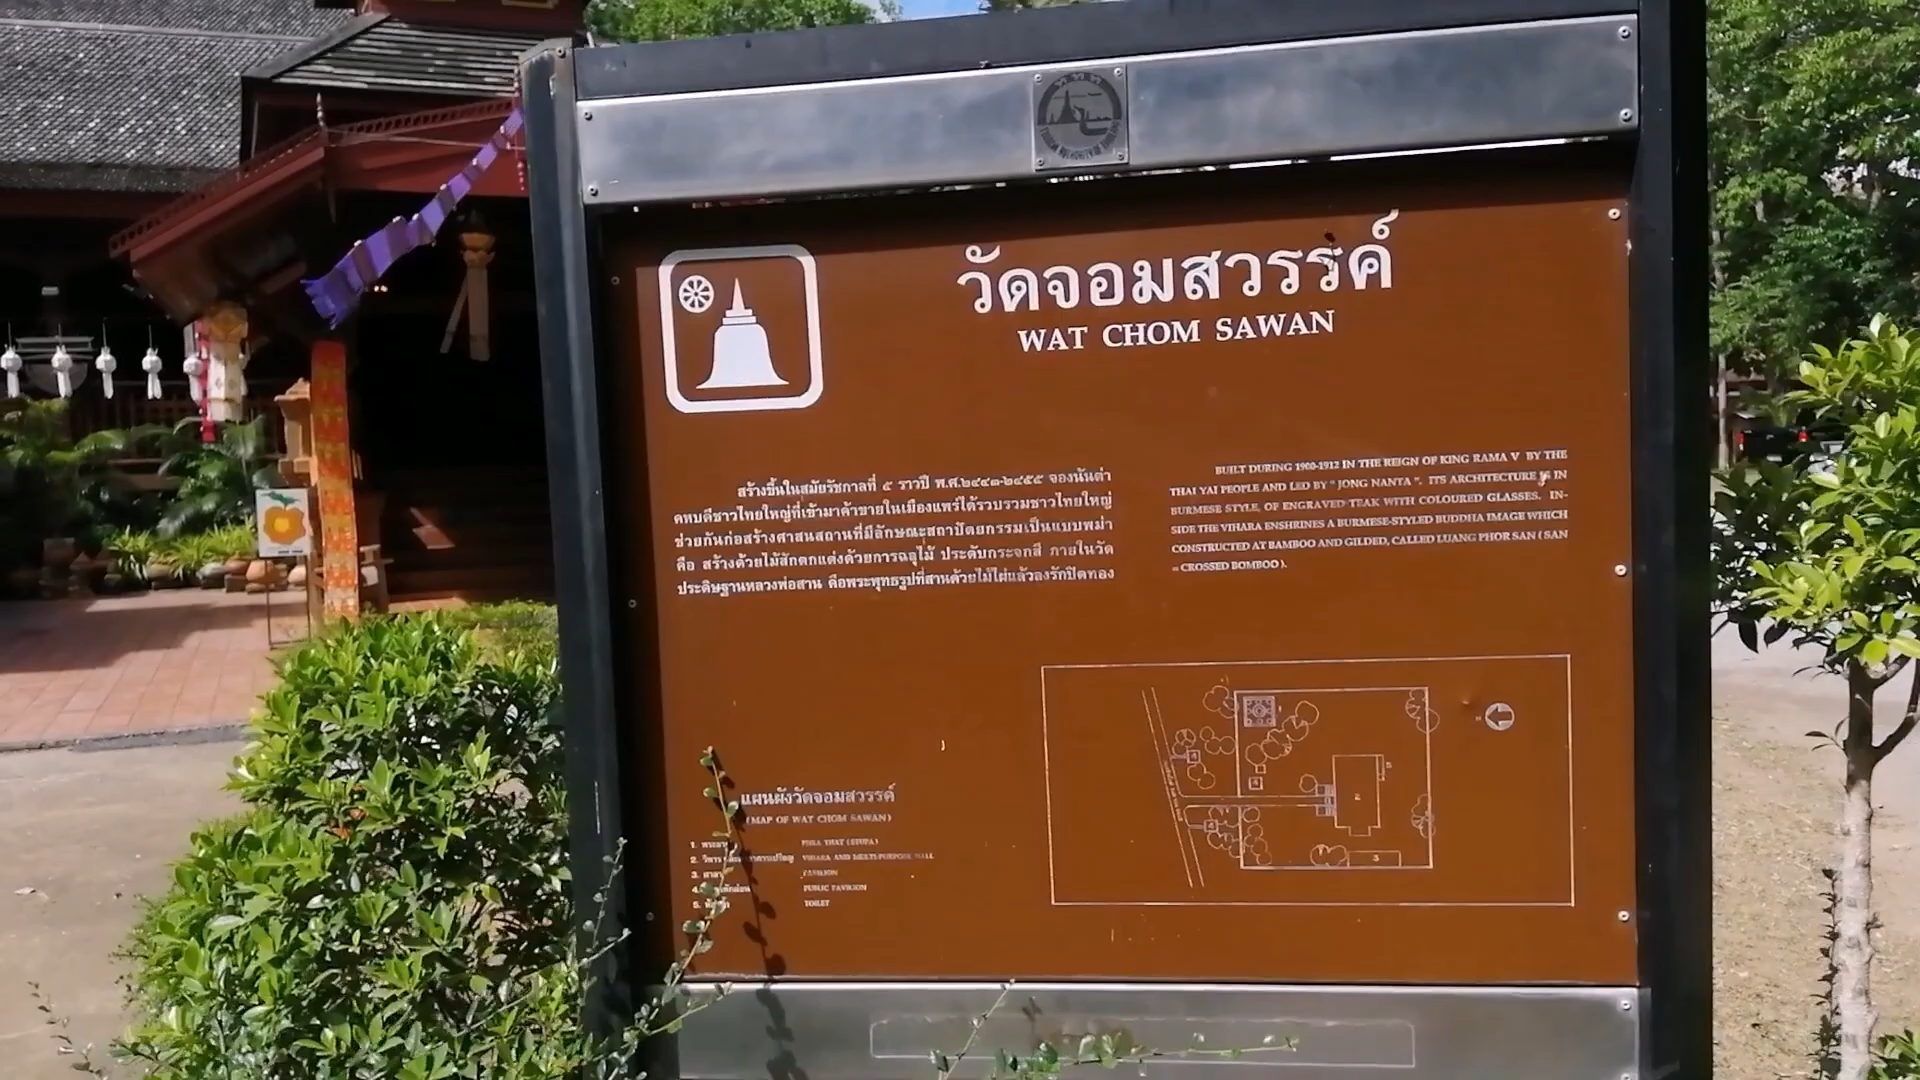 วัดจอมสวรรค์
WAT CHOM SAWAN
สร้างขึ้นในสมัยรัชกาลที่ ๕ ราวปี พ.ศ.๒๔๔๓-๒๔๕๕ จองนันต่า
คหบดีชาวไทยใหญ่ที่เข้ามาค้าขายในเมืองแพร่ได้รวบรวมชาวไทยใหญ่
ช่วยกันก่อสร้างศาสนสถานที่มีลักษณะสถาปัตยกรรมเป็นแบบพม่า
คือ สร้างด้วยไม้สักตกแต่งด้วยการฉลุไม้ ประดับกระจกสี ภายในวัด
ประดิษฐานหลวงพ่อสาน คือพระพุทธรูปที่สานด้วยไม้ไผ่แล้วลงรักปิดทอง
BUILT DURING 1900-1912 IN THE REIGN OF KING RAMA V BY THE
THAI YAI PEOPLE AND LED BY " JONG NANTA ". ITS ARCHITECTURE IS IN
BURMESE STYLE, OF ENGRAVED TEAK WITH COLOURED GLASSES. IN-
SIDE THE VIHARA ENSHRINES A BURMESE-STYLED BUDDHA IMAGE WHICH
CONSTRUCTED AT BAMBOO AND GILDED, CALLED LUANG PHOR SAN ( SAN
= CROSSED BOMBOO ).
แผนผังวัดจอมสวรรค์
(MAP OF WAT CHOM SAWAN)
1. PHRA THAT (STUPA)
2. VIHARA AND MULTI-PURPOSE HALL
3. ศาลา PAVILION
4. PUBLIC PAVILION
5. TOILET
1
4
4
4
2
5
3